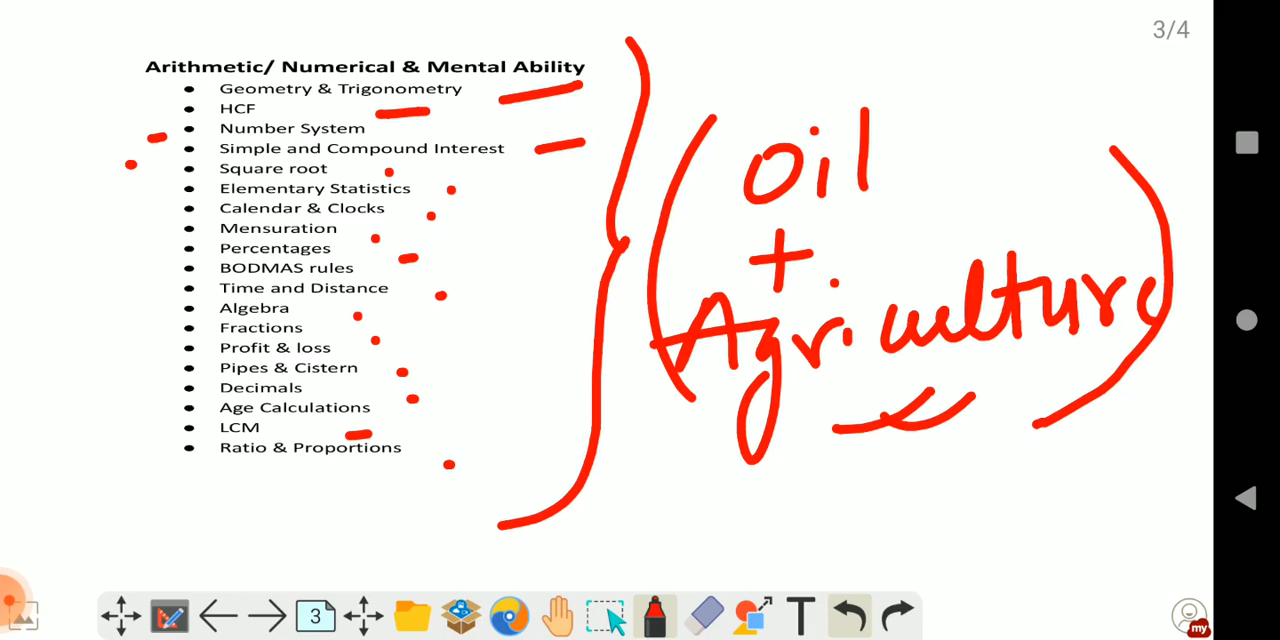 3/4
Arithmetic/ Numerical & Mental Ability
● Geometry & Trigonometry
● HCF
● Number System
● Simple and Compound Interest
● Square root
● Elementary Statistics
● Calendar & Clocks
● Mensuration
● Percentages
● BODMAS rules
● Time and Distance
● Algebra
● Fractions
● Profit & loss
● Pipes & Cistern
● Decimals
● Age Calculations
● LCM
● Ratio & Proportions
Oil
+
Agriculture
3
T
my